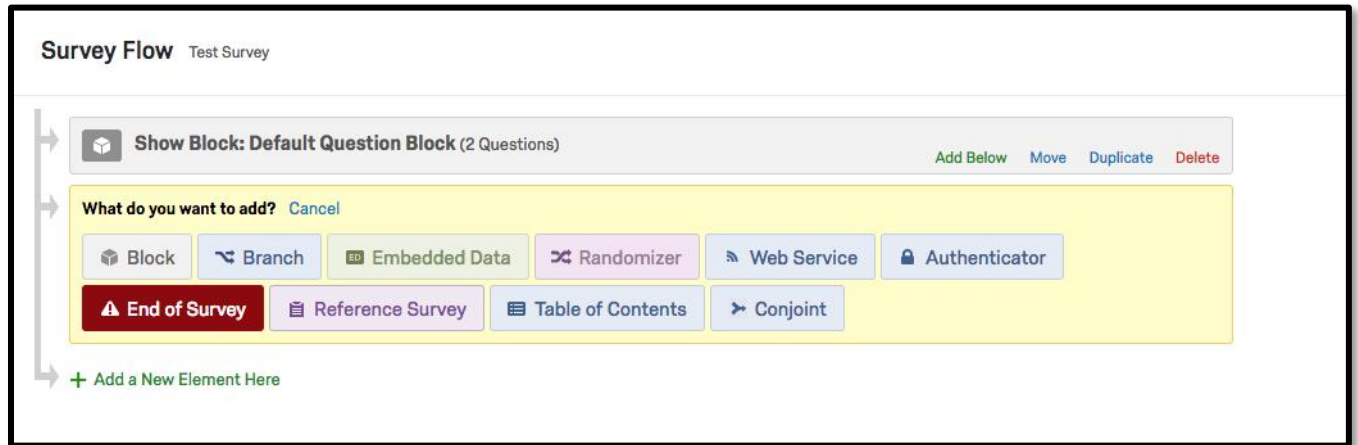 Survey Flow Test Survey
Show Block: Default Question Block (2 Questions)
Add Below Move Duplicate Delete
What do you want to add? Cancel
Block Branch ED Embedded Data Randomizer Web Service Authenticator
End of Survey Reference Survey Table of Contents Conjoint
+ Add a New Element Here